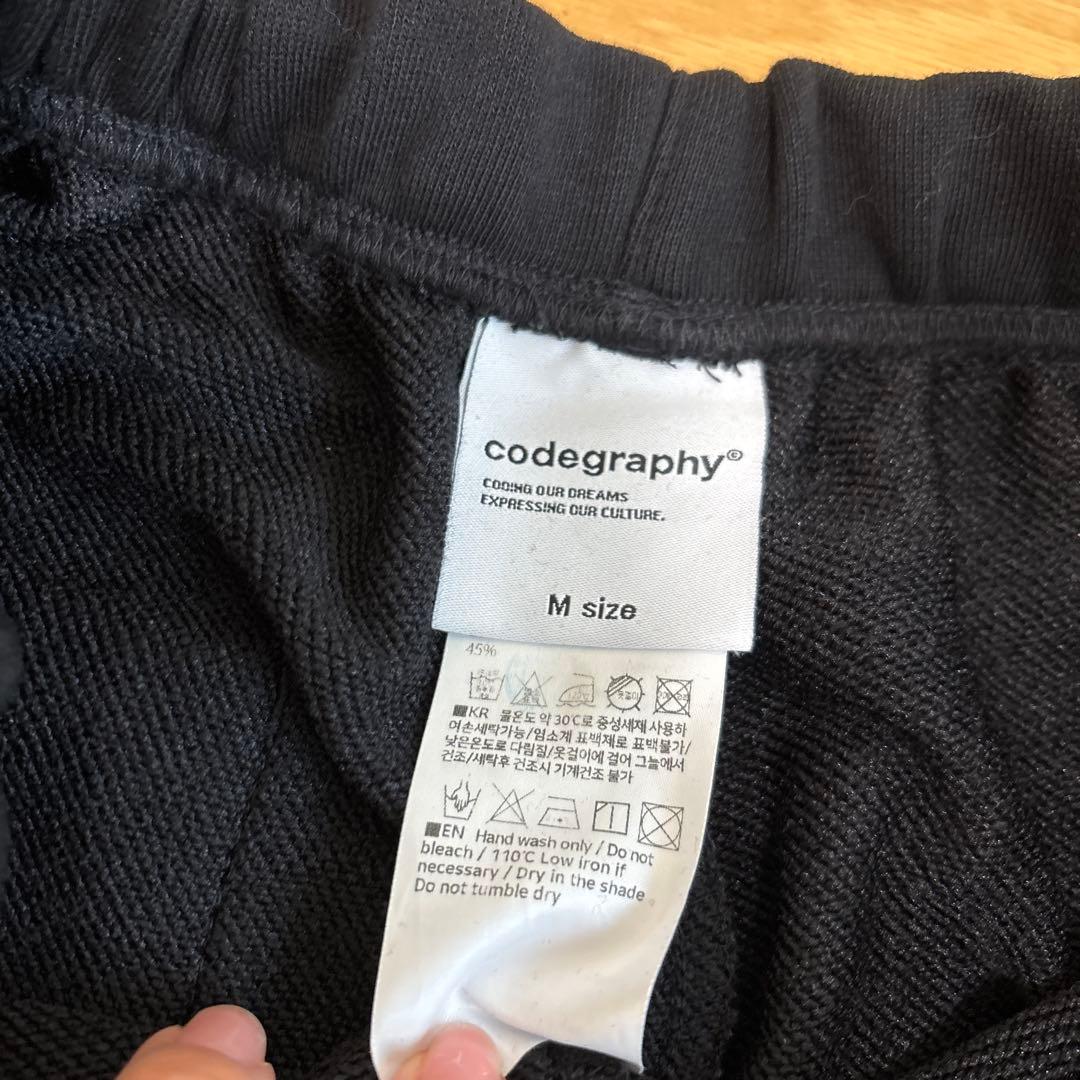 codegraphy©
CODING OUR DREAMS
EXPRESSING OUR CULTURE.
M size
45%
KR 물온도 약 30℃로 중성세제 사용하
여손세탁가능/염소계 표백제로 표백불가/
낮은온도로 다림질/옷걸이에 걸어 그늘에서
건조/세탁후 건조시 기계건조 불가
EN Hand wash only / Do not
bleach / 110℃ Low iron if
necessary / Dry in the shade
Do not tumble dry